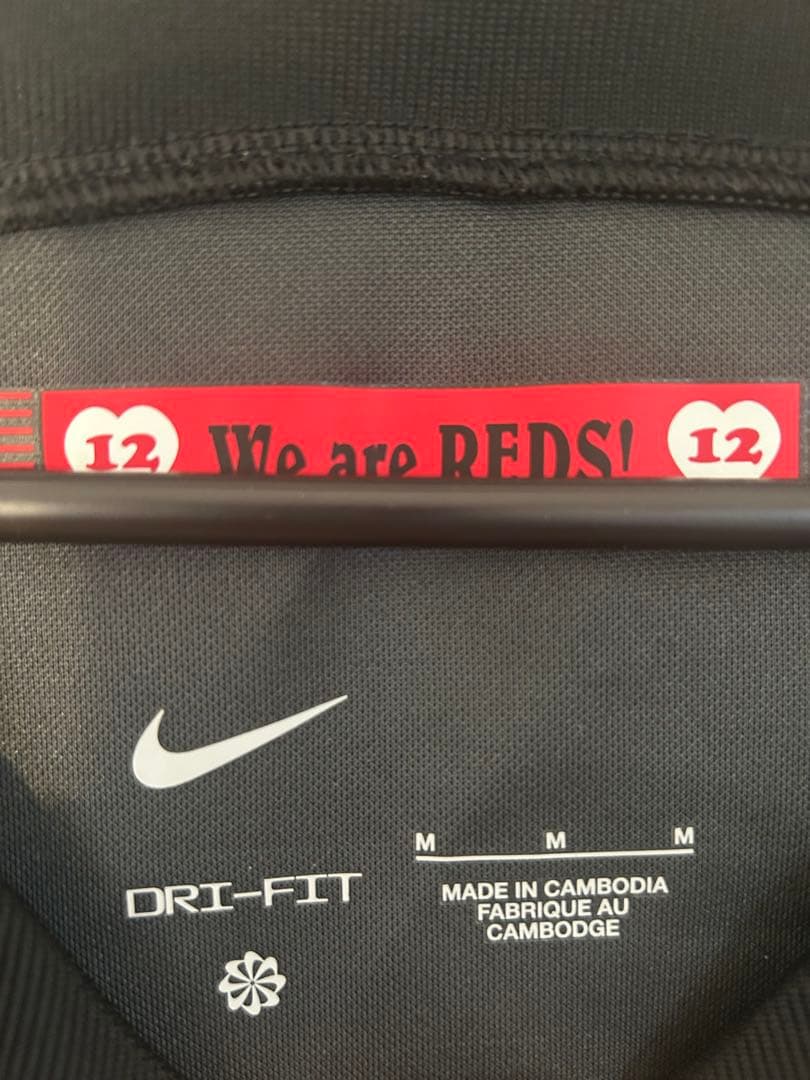 12 We are REDS! 12
M M M
DRI-FIT
MADE IN CAMBODIA
FABRIQUE AU
CAMBODGE